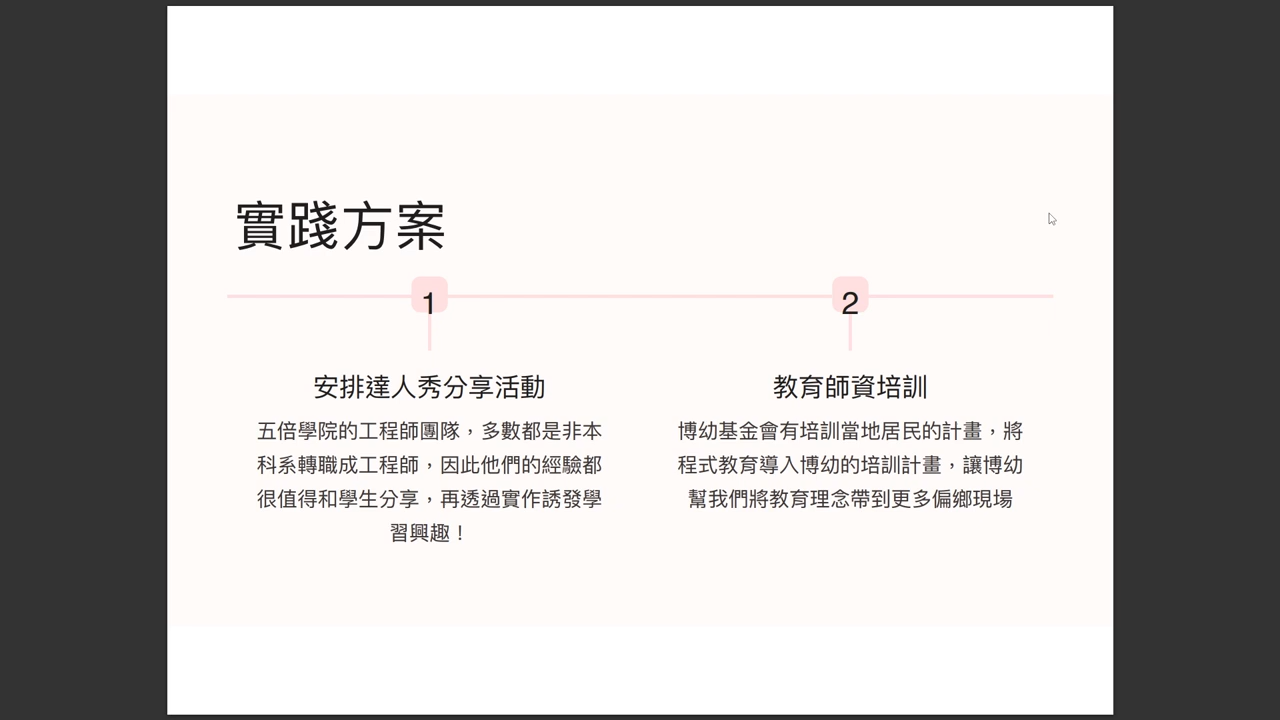 實踐方案
1
2
安排達人秀分享活動
五倍學院的工程師團隊，多數都是非本
科系轉職成工程師，因此他們的經驗都
很值得和學生分享，再透過實作誘發學
習興趣！
教育師資培訓
博幼基金會有培訓當地居民的計畫，將
程式教育導入博幼的培訓計畫，讓博幼
幫我們將教育理念帶到更多偏鄉現場